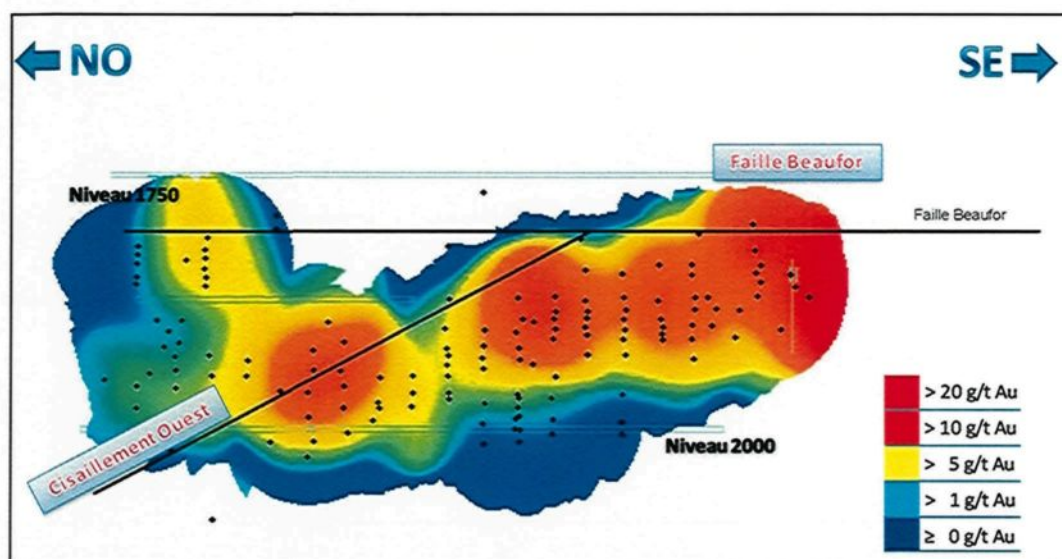 NO
SE
Faille Beaufor
Niveau 1750
Faille Beaufor
Cisaillement Ouest
Niveau 2000
> 20 g/t Au
> 10 g/t Au
> 5 g/t Au
> 1 g/t Au
≥ 0 g/t Au